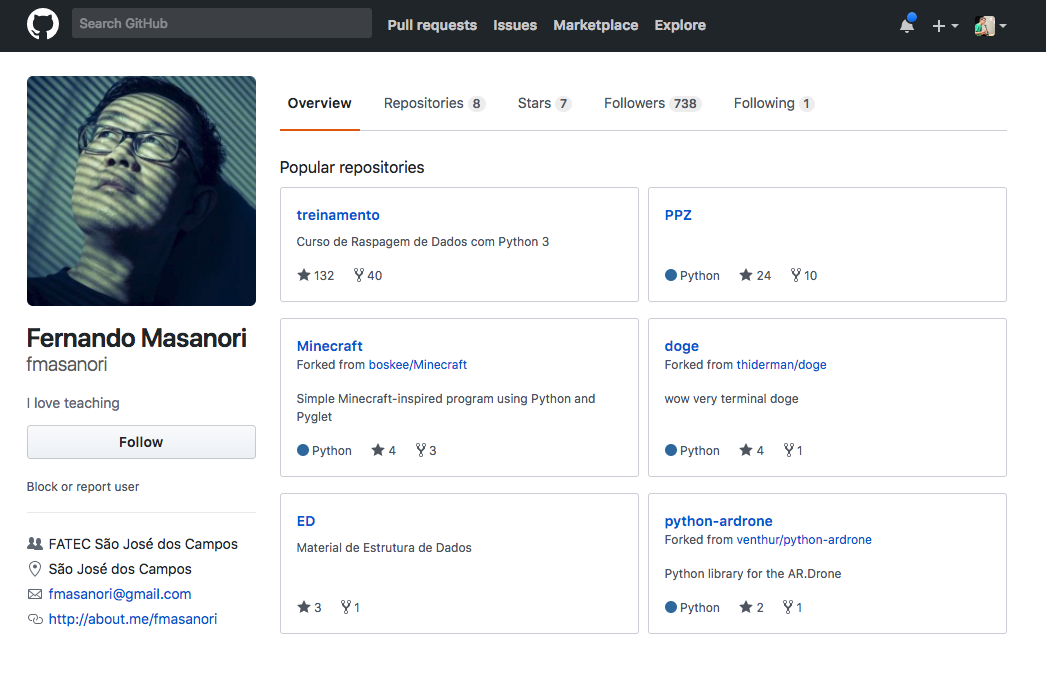 Search GitHub
Pull requests Issues Marketplace Explore
Overview Repositories 8 Stars 7 Followers 738 Following 1
Fernando Masanori
fmasanori
I love teaching
Follow
Block or report user
FATEC São José dos Campos
São José dos Campos
fmasanori@gmail.com
http://about.me/fmasanori
Popular repositories
treinamento
Curso de Raspagem de Dados com Python 3
132 40
PPZ
Python 24 10
Minecraft
Forked from boskee/Minecraft
Simple Minecraft-inspired program using Python and
Pyglet
Python 4 3
doge
Forked from thiderman/doge
wow very terminal doge
Python 4 1
ED
Material de Estrutura de Dados
3 1
python-ardrone
Forked from venthur/python-ardrone
Python library for the AR.Drone
Python 2 1